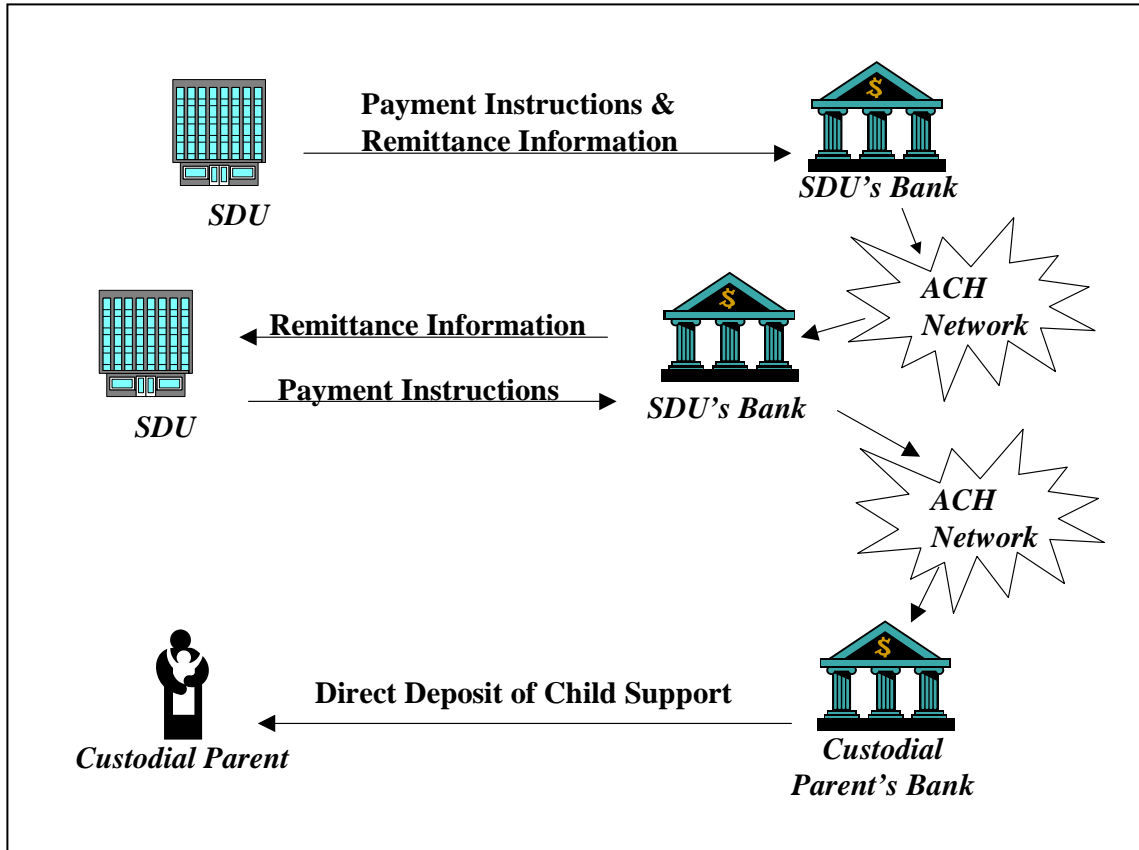 Payment Instructions &
Remittance Information
$
SDU
SDU's Bank
ACH
Network
$
Remittance Information
Payment Instructions
SDU
SDU's Bank
ACH
Network
$
Direct Deposit of Child Support
Custodial Parent
Custodial
Parent's Bank